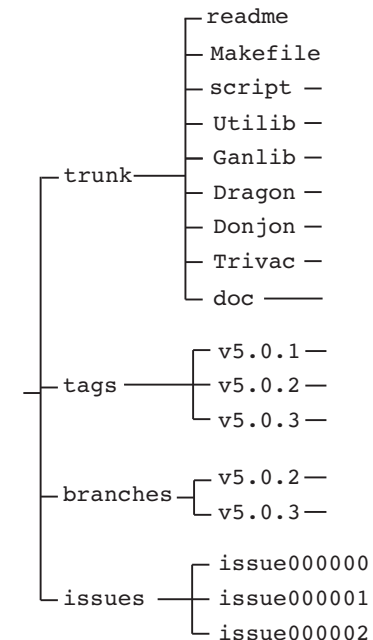 readme
Makefile
script
Utilib
Ganlib
trunk
Dragon
Donjon
Trivac
doc
v5.0.1
tags
v5.0.2
v5.0.3
v5.0.2
branches
v5.0.3
issue000000
issues
issue000001
issue000002